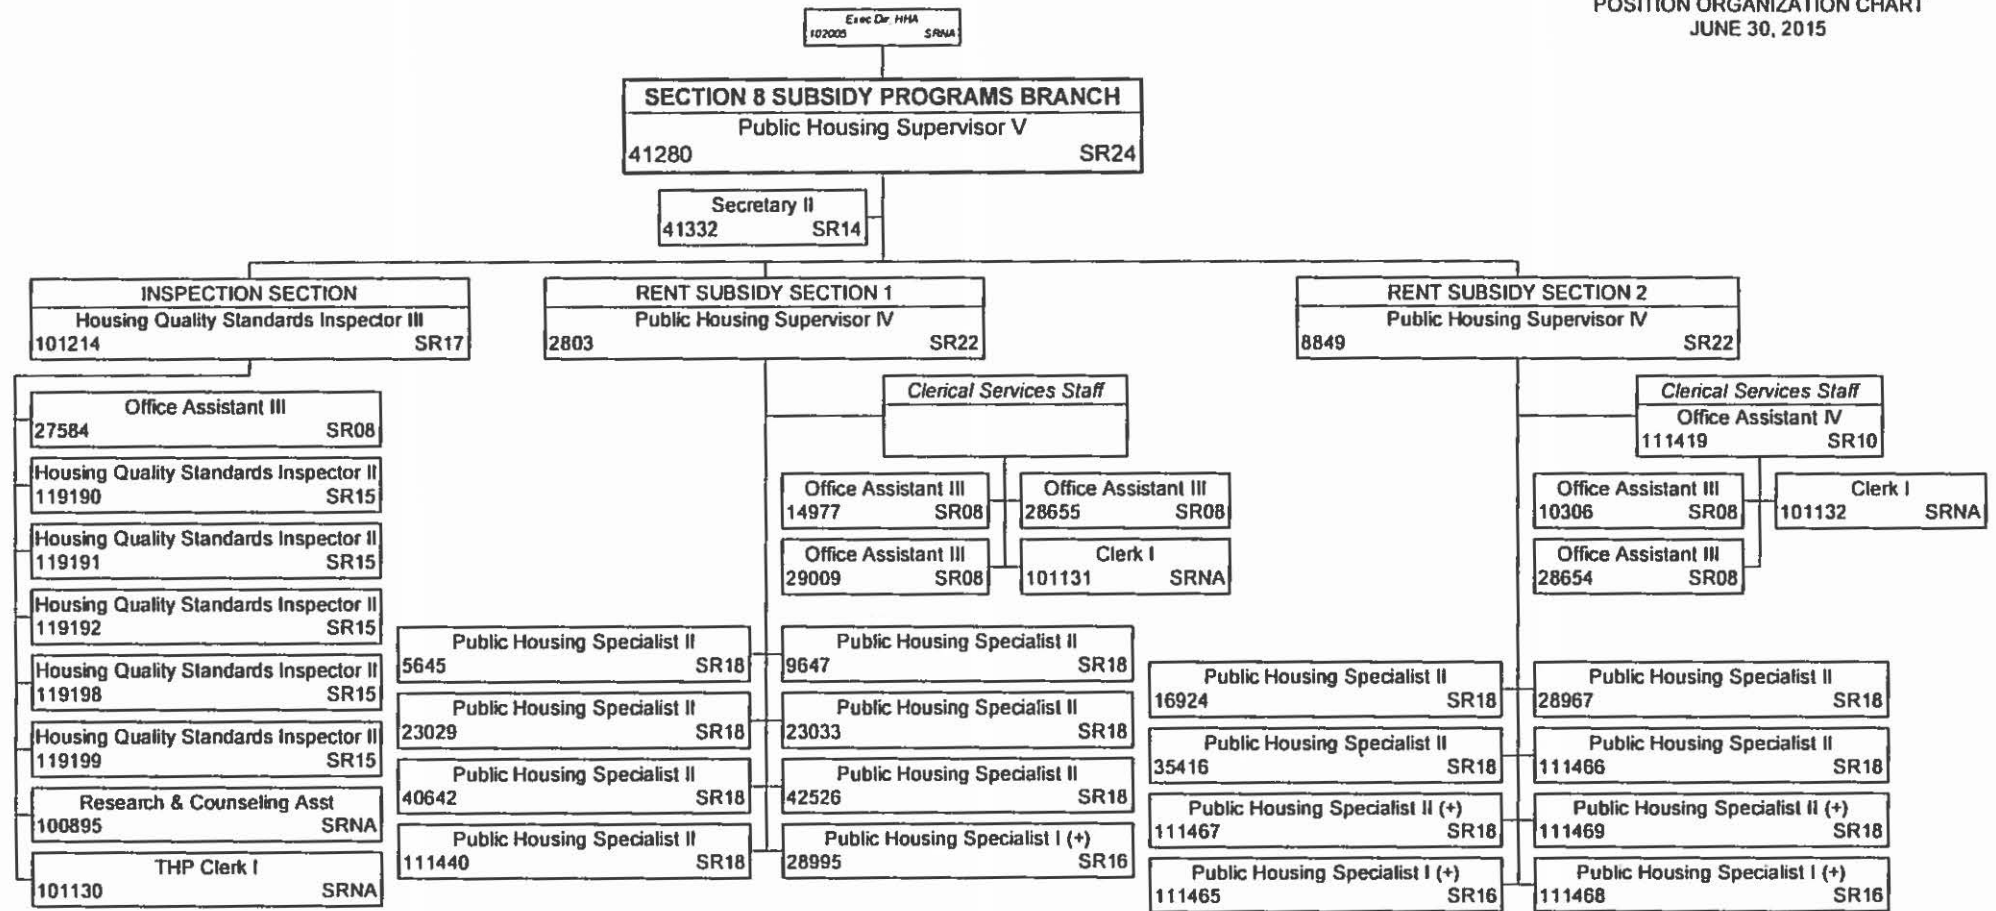 POSITION ORGANIZATION CHART
JUNE 30, 2015
Exec Dir, HHA
102005 SRNA
SECTION 8 SUBSIDY PROGRAMS BRANCH
Public Housing Supervisor V
41280 SR24
Secretary II
41332 SR14
INSPECTION SECTION
Housing Quality Standards Inspector III
101214 SR17
Office Assistant III
27584 SR08
Housing Quality Standards Inspector II
119190 SR15
Housing Quality Standards Inspector II
119191 SR15
Housing Quality Standards Inspector II
119192 SR15
Housing Quality Standards Inspector II
119198 SR15
Housing Quality Standards Inspector II
119199 SR15
Research & Counseling Asst
100895 SRNA
THP Clerk I
101130 SRNA
RENT SUBSIDY SECTION 1
Public Housing Supervisor IV
2803 SR22
Clerical Services Staff
Office Assistant III
14977 SR08
Office Assistant III
28655 SR08
Office Assistant III
29009 SR08
Clerk I
101131 SRNA
Public Housing Specialist II
5645 SR18
Public Housing Specialist II
9647 SR18
Public Housing Specialist II
23029 SR18
Public Housing Specialist II
23033 SR18
Public Housing Specialist II
40642 SR18
Public Housing Specialist II
42526 SR18
Public Housing Specialist II
111440 SR18
Public Housing Specialist I (+)
28995 SR16
RENT SUBSIDY SECTION 2
Public Housing Supervisor IV
8849 SR22
Clerical Services Staff
Office Assistant IV
111419 SR10
Office Assistant III
10306 SR08
Clerk I
101132 SRNA
Office Assistant III
28654 SR08
Public Housing Specialist II
16924 SR18
Public Housing Specialist II
28967 SR18
Public Housing Specialist II
35416 SR18
Public Housing Specialist II
111466 SR18
Public Housing Specialist II (+)
111467 SR18
Public Housing Specialist II (+)
111469 SR18
Public Housing Specialist I (+)
111465 SR16
Public Housing Specialist I (+)
111468 SR16